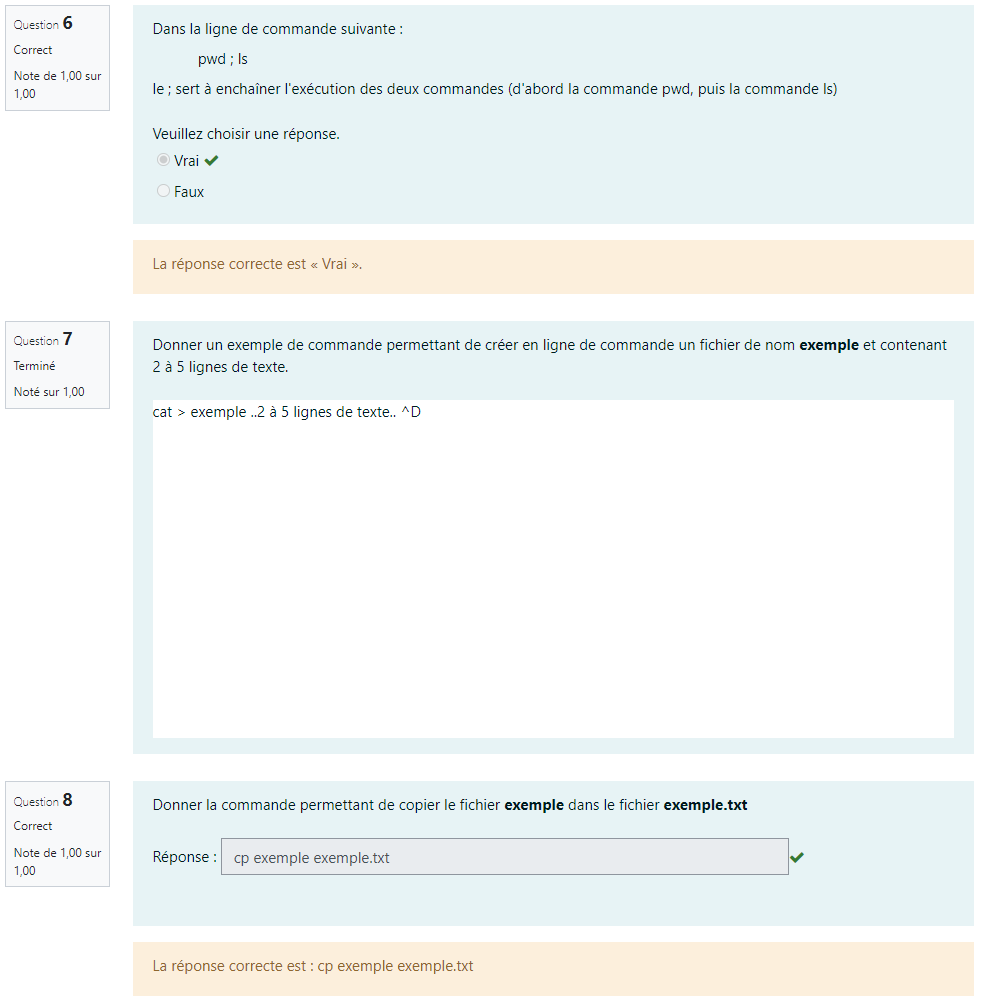 Question 6
Correct
Note de 1,00 sur
1,00
Dans la ligne de commande suivante :
pwd ; ls
le ; sert à enchaîner l'exécution des deux commandes (d'abord la commande pwd, puis la commande ls)
Veuillez choisir une réponse.
Vrai
Faux
La réponse correcte est « Vrai ».
Question 7
Terminé
Noté sur 1,00
Donner un exemple de commande permettant de créer en ligne de commande un fichier de nom exemple et contenant
2 à 5 lignes de texte.
cat > exemple ..2 à 5 lignes de texte.. ^D
Question 8
Correct
Note de 1,00 sur
1,00
Donner la commande permettant de copier le fichier exemple dans le fichier exemple.txt
Réponse : cp exemple exemple.txt
La réponse correcte est : cp exemple exemple.txt